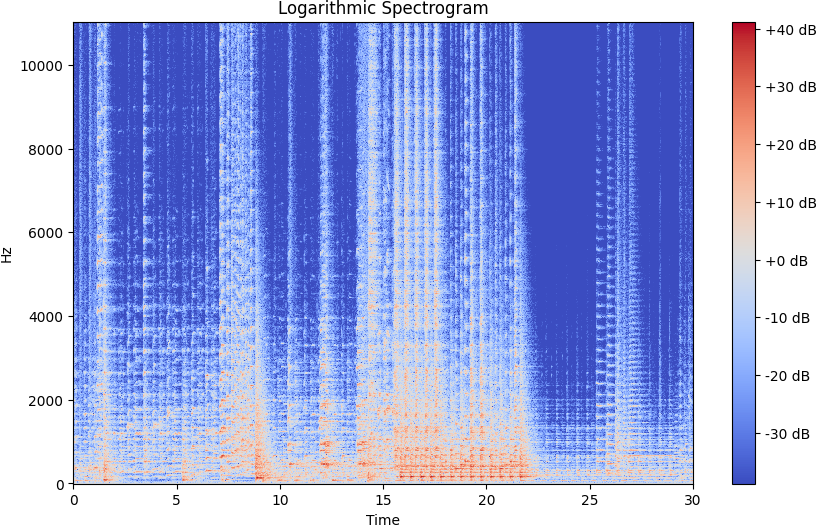 Logarithmic Spectrogram
Hz
10000
8000
6000
4000
2000
0
0 5 10 15 20 25 30
Time
+40 dB
+30 dB
+20 dB
+10 dB
+0 dB
-10 dB
-20 dB
-30 dB